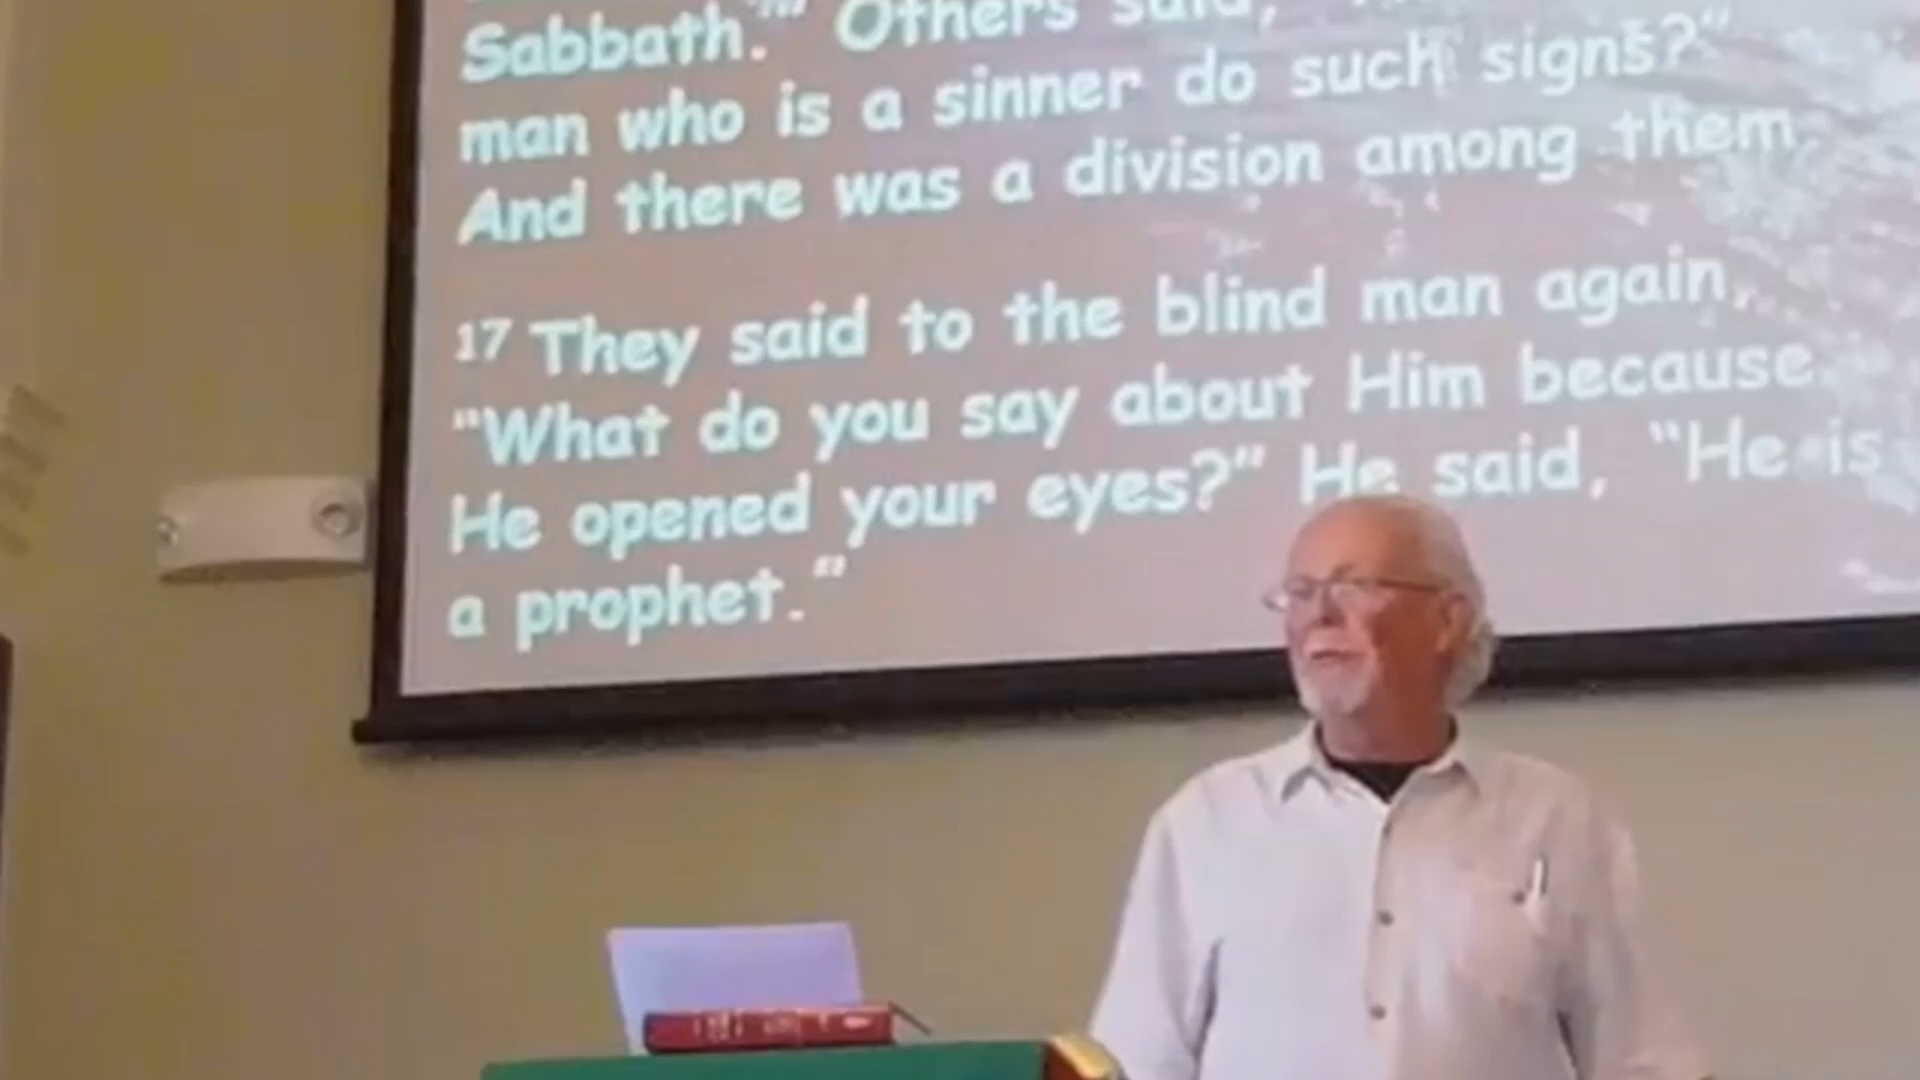 Sabbath." Others said,
man who is a sinner do such signs?"
And there was a division among them.
17 They said to the blind man again,
"What do you say about Him because
He opened your eyes?" He said, "He is
a prophet."